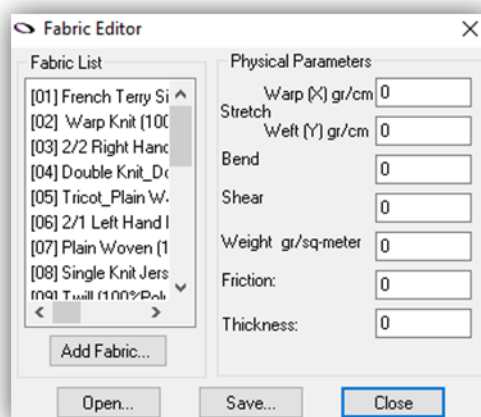 Fabric Editor
Fabric List
[01] French Terry Si
[02] Warp Knit (100
[03] 2/2 Right Hand
[04] Double Knit_Do
[05] Tricot_Plain W
[06] 2/1 Left Hand
[07] Plain Woven (1
[08] Single Knit Jers
[09] Twill (100%Pol
Add Fabric...
Physical Parameters
Warp (X) gr/cm 0
Stretch
Weft (Y) gr/cm 0
Bend 0
Shear 0
Weight gr/sq-meter 0
Friction: 0
Thickness: 0
Open... Save... Close